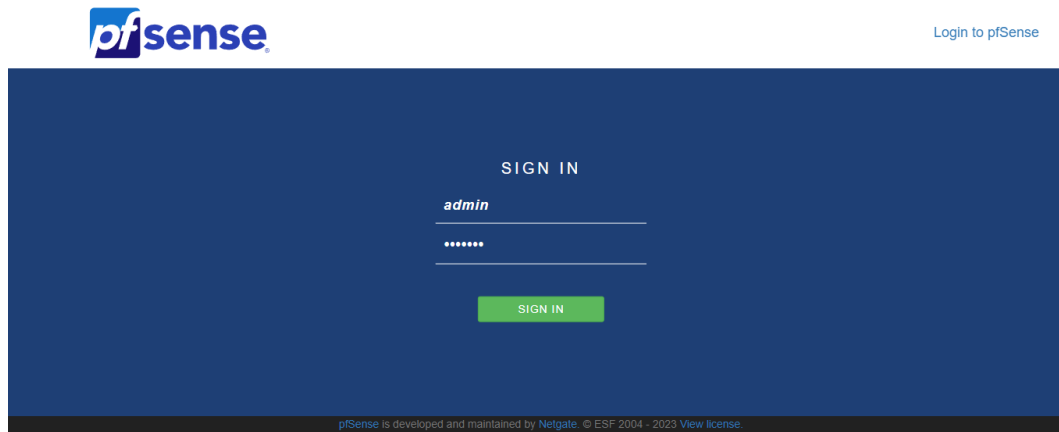 pfsense
Login to pfSense
SIGN IN
admin
•••••••
SIGN IN
pfSense is developed and maintained by Netgate. © ESF 2004 - 2023 View license.